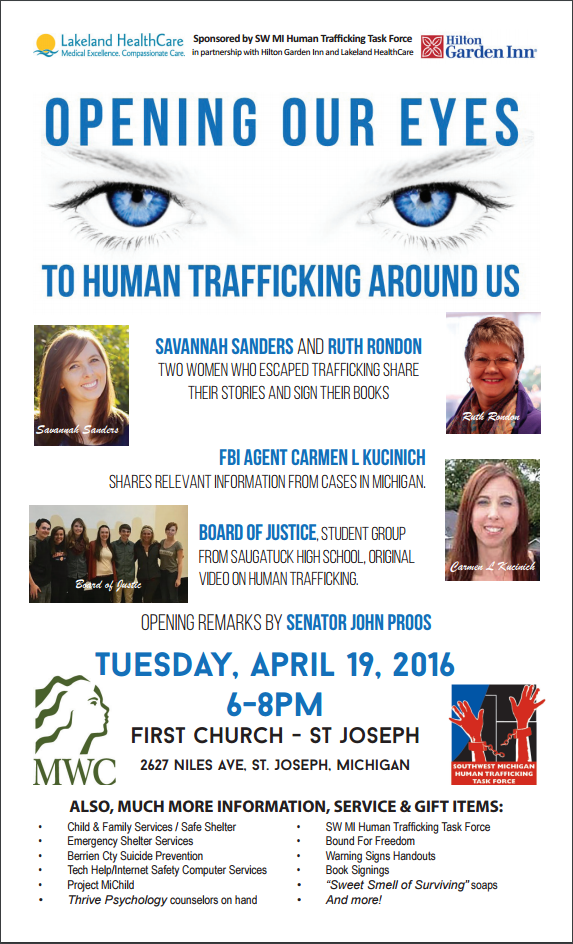 Lakeland HealthCare
Medical Excellence. Compassionate Care.
Sponsored by SW MI Human Trafficking Task Force
in partnership with Hilton Garden Inn and Lakeland HealthCare
Hilton
Garden Inn®
OPENING OUR EYES
TO HUMAN TRAFFICKING AROUND US
SAVANNAH SANDERS AND RUTH RONDON
TWO WOMEN WHO ESCAPED TRAFFICKING SHARE
THEIR STORIES AND SIGN THEIR BOOKS
Savannah Sanders
Ruth Rondon
FBI AGENT CARMEN L KUCINICH
SHARES RELEVANT INFORMATION FROM CASES IN MICHIGAN.
Carmen L Kucinich
BOARD OF JUSTICE, STUDENT GROUP
FROM SAUGATUCK HIGH SCHOOL, ORIGINAL
VIDEO ON HUMAN TRAFFICKING.
Board of Justic
OPENING REMARKS BY SENATOR JOHN PROOS
TUESDAY, APRIL 19, 2016
6-8PM
FIRST CHURCH - ST JOSEPH
2627 NILES AVE, ST. JOSEPH, MICHIGAN
MWC
SOUTHWEST MICHIGAN
HUMAN TRAFFICKING
TASK FORCE
ALSO, MUCH MORE INFORMATION, SERVICE & GIFT ITEMS:
• Child & Family Services / Safe Shelter
• Emergency Shelter Services
• Berrien Cty Suicide Prevention
• Tech Help/Internet Safety Computer Services
• Project MiChild
• Thrive Psychology counselors on hand
• SW MI Human Trafficking Task Force
• Bound For Freedom
• Warning Signs Handouts
• Book Signings
• “Sweet Smell of Surviving” soaps
• And more!